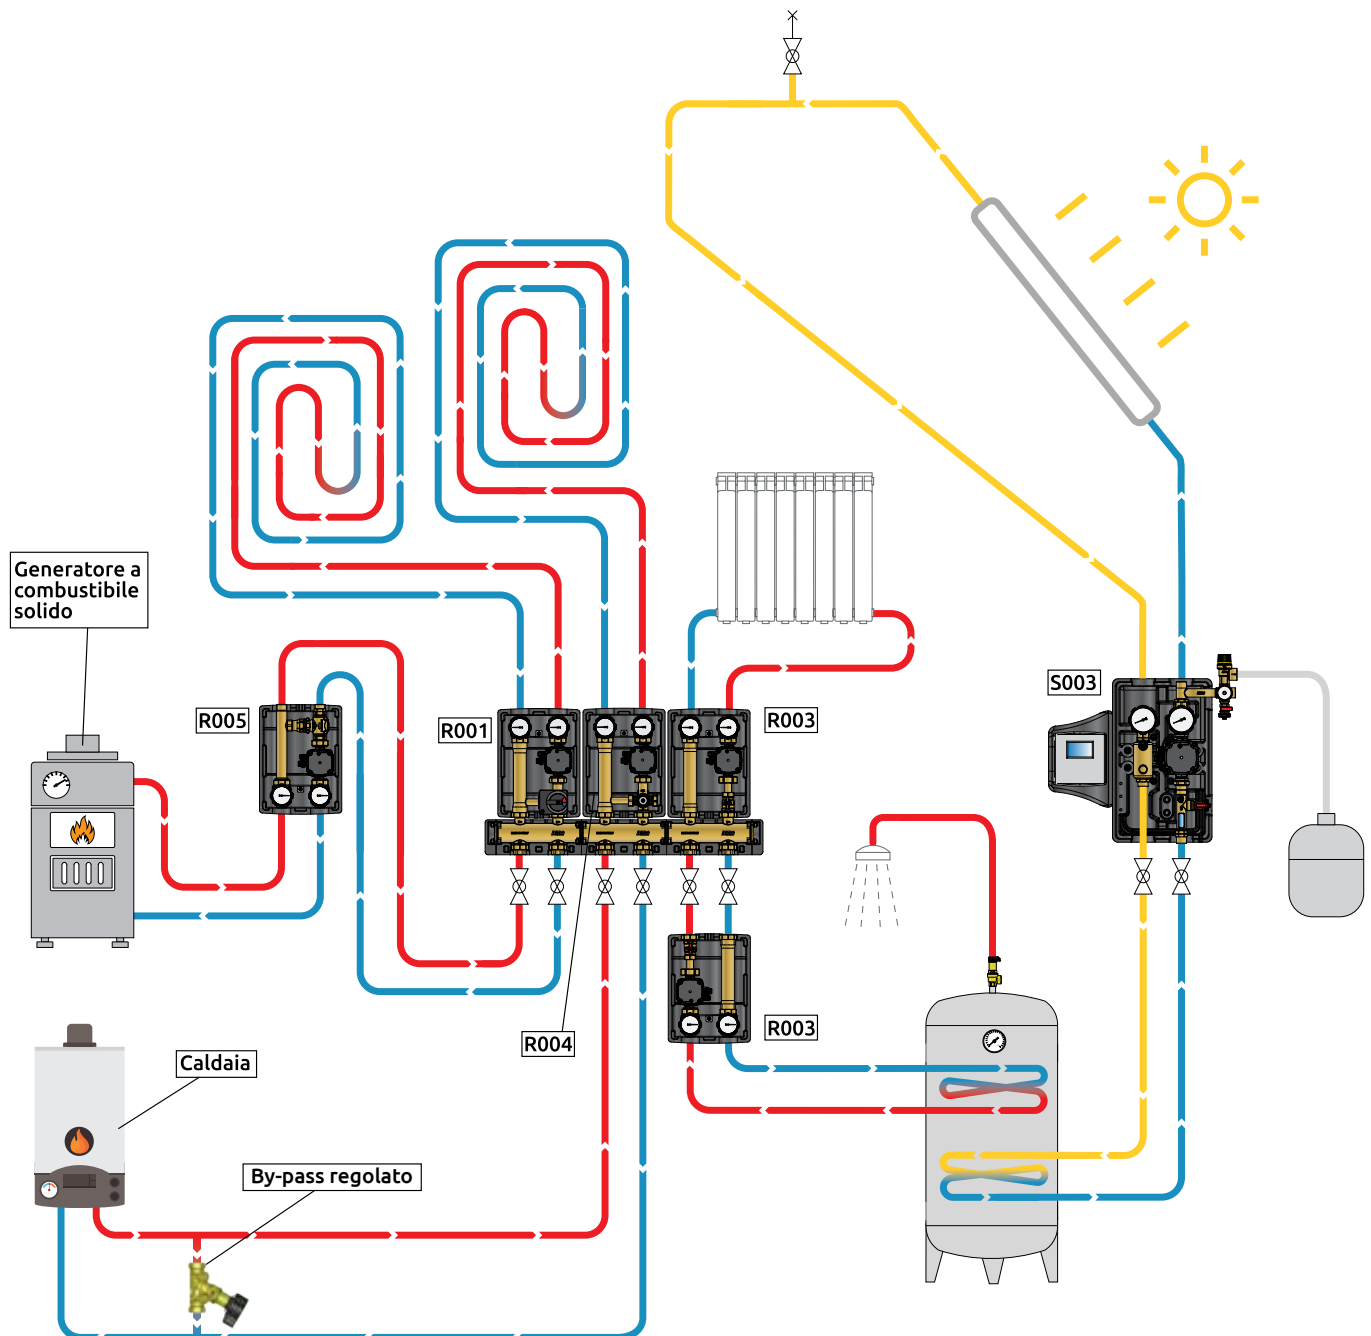 Generatore a
combustibile
solido
S003
R005
R001
R003
R004
R003
Caldaia
By-pass regolato